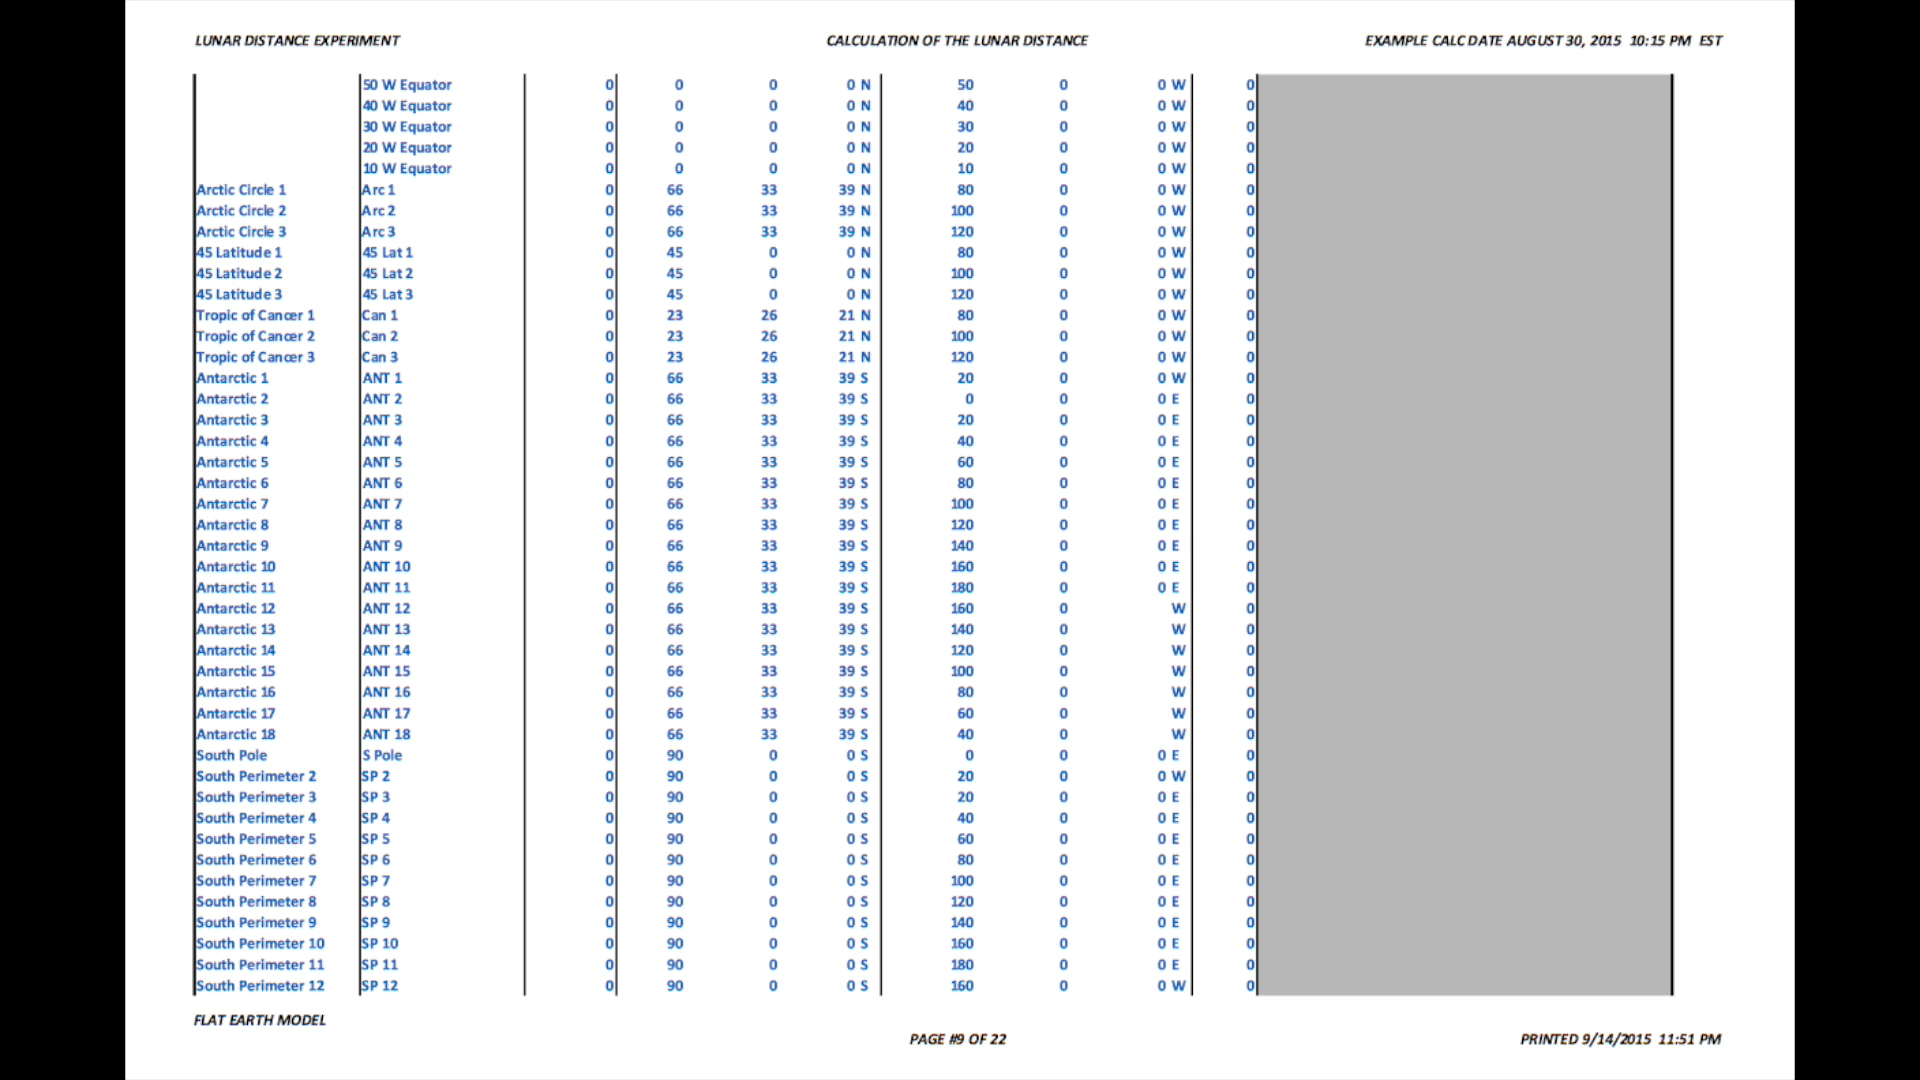 LUNAR DISTANCE EXPERIMENT CALCULATION OF THE LUNAR DISTANCE EXAMPLE CALC DATE AUGUST 30, 2015 10:15 PM EST
50 W Equator 0 0 0 0 N 50 0 0 W 0
40 W Equator 0 0 0 0 N 40 0 0 W 0
30 W Equator 0 0 0 0 N 30 0 0 W 0
20 W Equator 0 0 0 0 N 20 0 0 W 0
10 W Equator 0 0 0 0 N 10 0 0 W 0
Arctic Circle 1 Arc 1 0 66 33 39 N 80 0 0 W 0
Arctic Circle 2 Arc 2 0 66 33 39 N 100 0 0 W 0
Arctic Circle 3 Arc 3 0 66 33 39 N 120 0 0 W 0
45 Latitude 1 45 Lat 1 0 45 0 0 N 80 0 0 W 0
45 Latitude 2 45 Lat 2 0 45 0 0 N 100 0 0 W 0
45 Latitude 3 45 Lat 3 0 45 0 0 N 120 0 0 W 0
Tropic of Cancer 1 Can 1 0 23 26 21 N 80 0 0 W 0
Tropic of Cancer 2 Can 2 0 23 26 21 N 100 0 0 W 0
Tropic of Cancer 3 Can 3 0 23 26 21 N 120 0 0 W 0
Antarctic 1 ANT 1 0 66 33 39 S 20 0 0 W 0
Antarctic 2 ANT 2 0 66 33 39 S 0 0 0 E 0
Antarctic 3 ANT 3 0 66 33 39 S 20 0 0 E 0
Antarctic 4 ANT 4 0 66 33 39 S 40 0 0 E 0
Antarctic 5 ANT 5 0 66 33 39 S 60 0 0 E 0
Antarctic 6 ANT 6 0 66 33 39 S 80 0 0 E 0
Antarctic 7 ANT 7 0 66 33 39 S 100 0 0 E 0
Antarctic 8 ANT 8 0 66 33 39 S 120 0 0 E 0
Antarctic 9 ANT 9 0 66 33 39 S 140 0 0 E 0
Antarctic 10 ANT 10 0 66 33 39 S 160 0 0 E 0
Antarctic 11 ANT 11 0 66 33 39 S 180 0 0 E 0
Antarctic 12 ANT 12 0 66 33 39 S 160 0 W 0
Antarctic 13 ANT 13 0 66 33 39 S 140 0 W 0
Antarctic 14 ANT 14 0 66 33 39 S 120 0 W 0
Antarctic 15 ANT 15 0 66 33 39 S 100 0 W 0
Antarctic 16 ANT 16 0 66 33 39 S 80 0 W 0
Antarctic 17 ANT 17 0 66 33 39 S 60 0 W 0
Antarctic 18 ANT 18 0 66 33 39 S 40 0 W 0
South Pole S Pole 0 90 0 0 S 0 0 0 E 0
South Perimeter 2 SP 2 0 90 0 0 S 20 0 0 W 0
South Perimeter 3 SP 3 0 90 0 0 S 20 0 0 E 0
South Perimeter 4 SP 4 0 90 0 0 S 40 0 0 E 0
South Perimeter 5 SP 5 0 90 0 0 S 60 0 0 E 0
South Perimeter 6 SP 6 0 90 0 0 S 80 0 0 E 0
South Perimeter 7 SP 7 0 90 0 0 S 100 0 0 E 0
South Perimeter 8 SP 8 0 90 0 0 S 120 0 0 E 0
South Perimeter 9 SP 9 0 90 0 0 S 140 0 0 E 0
South Perimeter 10 SP 10 0 90 0 0 S 160 0 0 E 0
South Perimeter 11 SP 11 0 90 0 0 S 180 0 0 E 0
South Perimeter 12 SP 12 0 90 0 0 S 160 0 0 W 0
FLAT EARTH MODEL
PAGE #9 OF 22 PRINTED 9/14/2015 11:51 PM